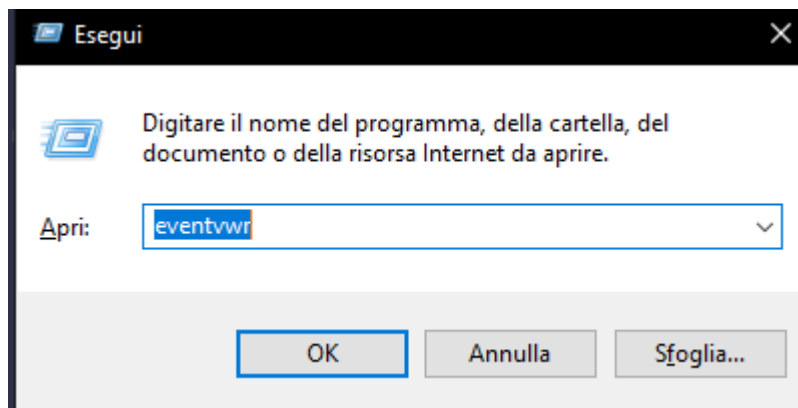 Esegui
Digitare il nome del programma, della cartella, del
documento o della risorsa Internet da aprire.
Apri:
eventvwr
OK
Annulla
Sfoglia...